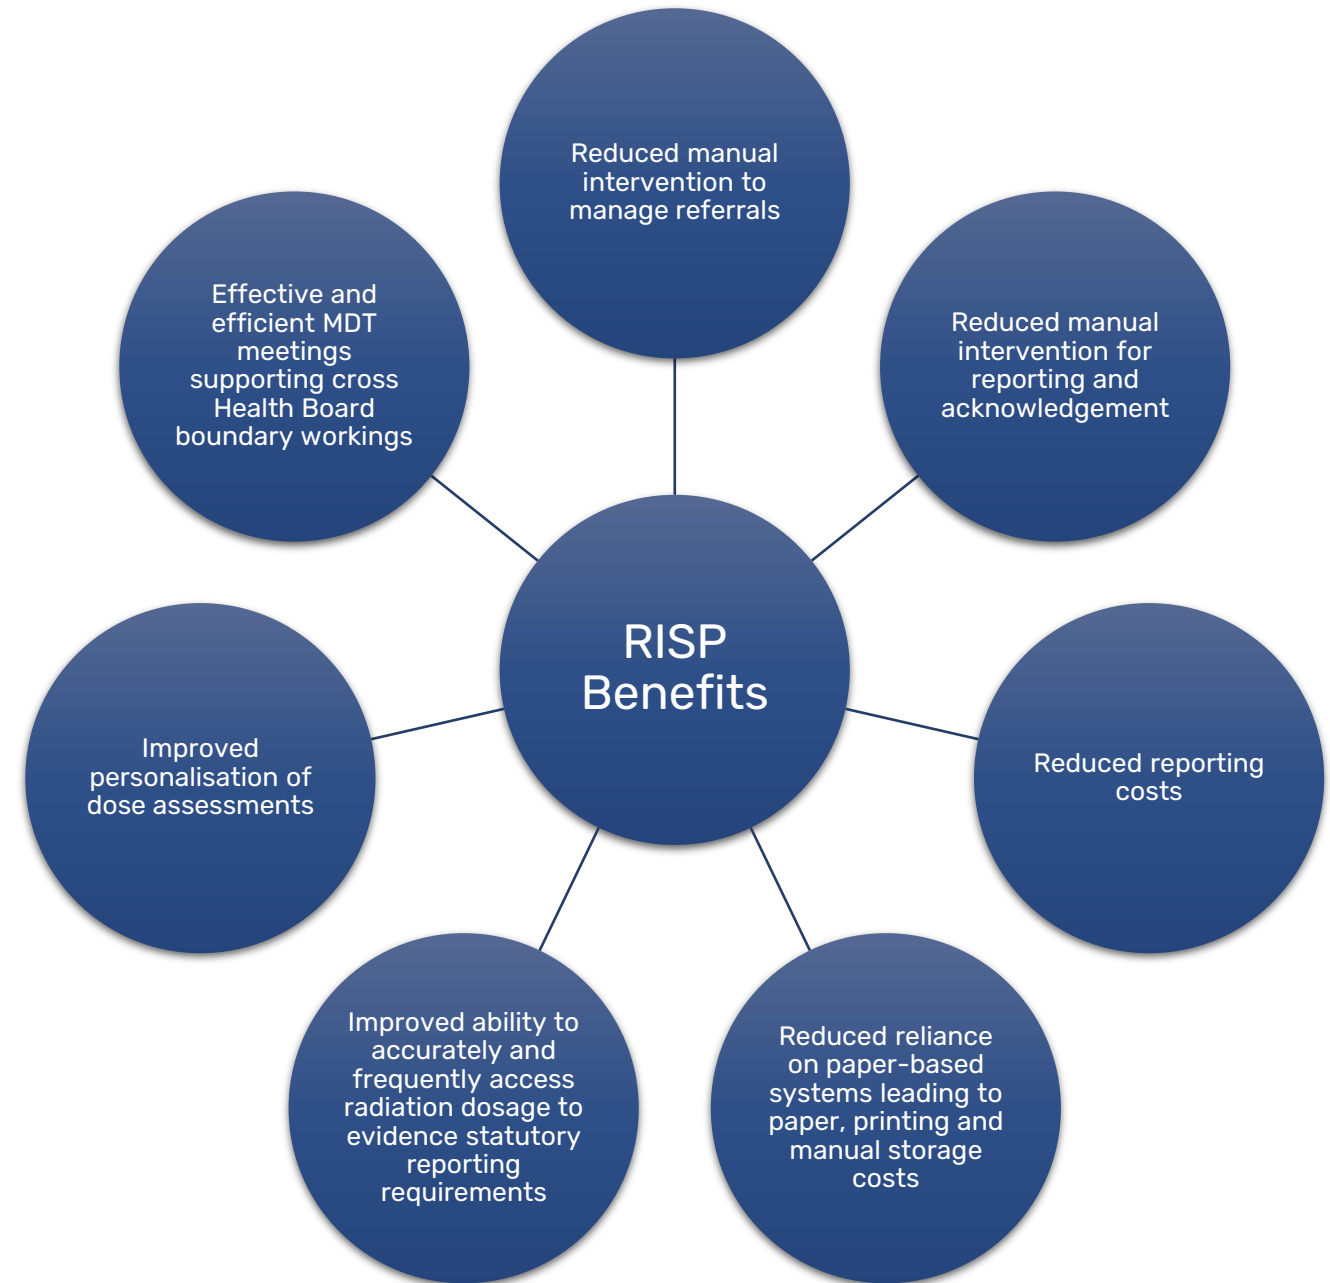 Reduced manual
intervention to
manage referrals
Effective and
efficient MDT
meetings
supporting cross
Health Board
boundary workings
Reduced manual
intervention for
reporting and
acknowledgement
RISP
Benefits
Improved
personalisation of
dose assessments
Reduced reporting
costs
Improved ability to
accurately and
frequently access
radiation dosage to
evidence statutory
reporting
requirements
Reduced reliance
on paper-based
systems leading to
paper, printing and
manual storage
costs